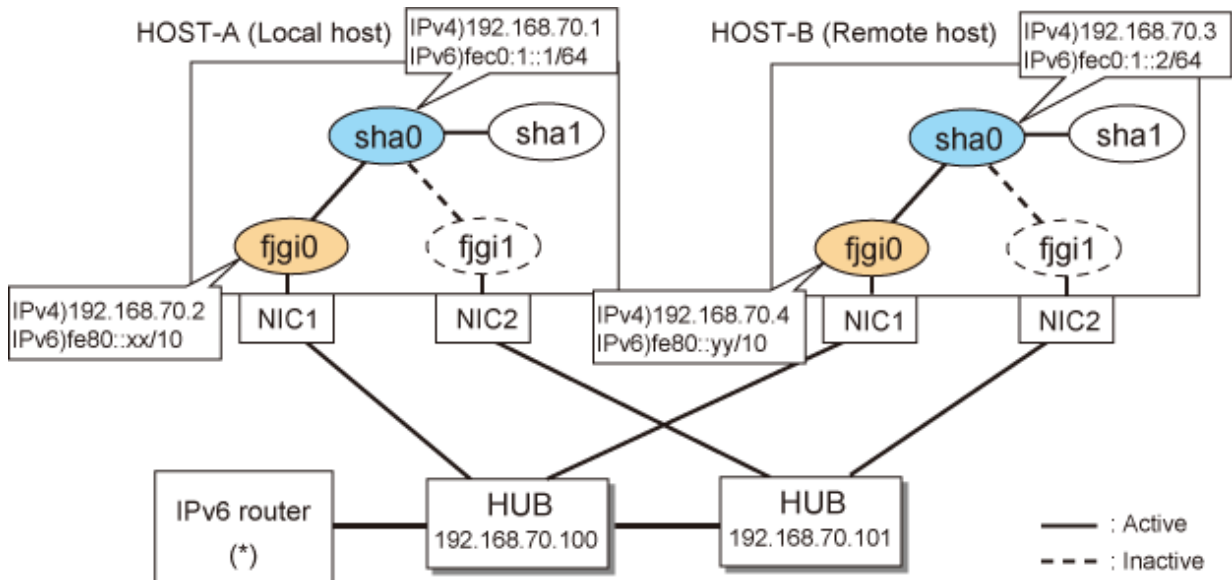 HOST-A (Local host)
IPv4)192.168.70.1
IPv6)fec0:1::1/64
sha0
sha1
fjgi0
fjgi1
IPv4)192.168.70.2
IPv6)fe80::xx/10
NIC1
NIC2
HOST-B (Remote host)
IPv4)192.168.70.3
IPv6)fec0:1::2/64
sha0
sha1
fjgi0
fjgi1
IPv4)192.168.70.4
IPv6)fe80::yy/10
NIC1
NIC2
IPv6 router
(*)
HUB
192.168.70.100
HUB
192.168.70.101
: Active
: Inactive